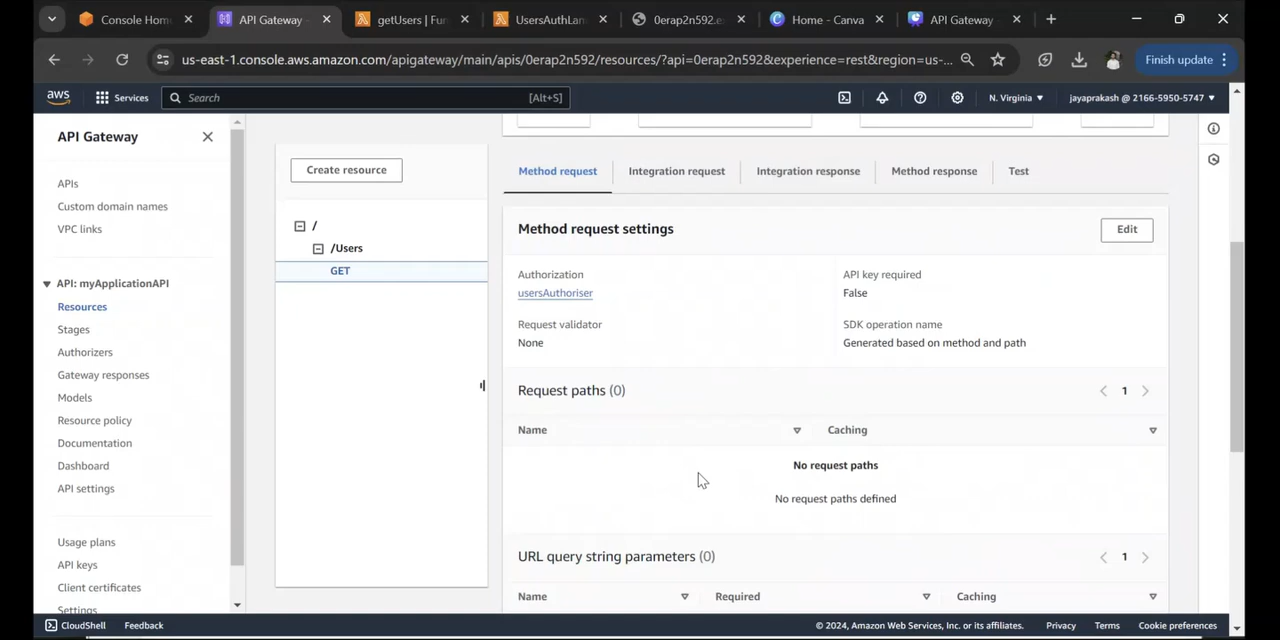 Console Hom
API Gateway -
getUsers | Fun
UsersAuthLan
0erap2n592.e
Home - Canva
API Gateway
us-east-1.console.aws.amazon.com/apigateway/main/apis/0erap2n592/resources/?api=0erap2n592&experience=rest&region=us-...
Finish update
aws
Services
Search
[Alt+S]
N. Virginia
jayaprakash @ 2166-5950-5747
API Gateway
APIs
Custom domain names
VPC links
API: myApplicationAPI
Resources
Stages
Authorizers
Gateway responses
Models
Resource policy
Documentation
Dashboard
API settings
Usage plans
API keys
Client certificates
Settings
Create resource
/
/Users
GET
Method request
Integration request
Integration response
Method response
Test
Method request settings
Edit
Authorization
usersAuthoriser
API key required
False
Request validator
None
SDK operation name
Generated based on method and path
Request paths (0)
1
Name
Caching
No request paths
No request paths defined
URL query string parameters (0)
1
Name
Required
Caching
CloudShell
Feedback
© 2024, Amazon Web Services, Inc. or its affiliates.
Privacy
Terms
Cookie preferences